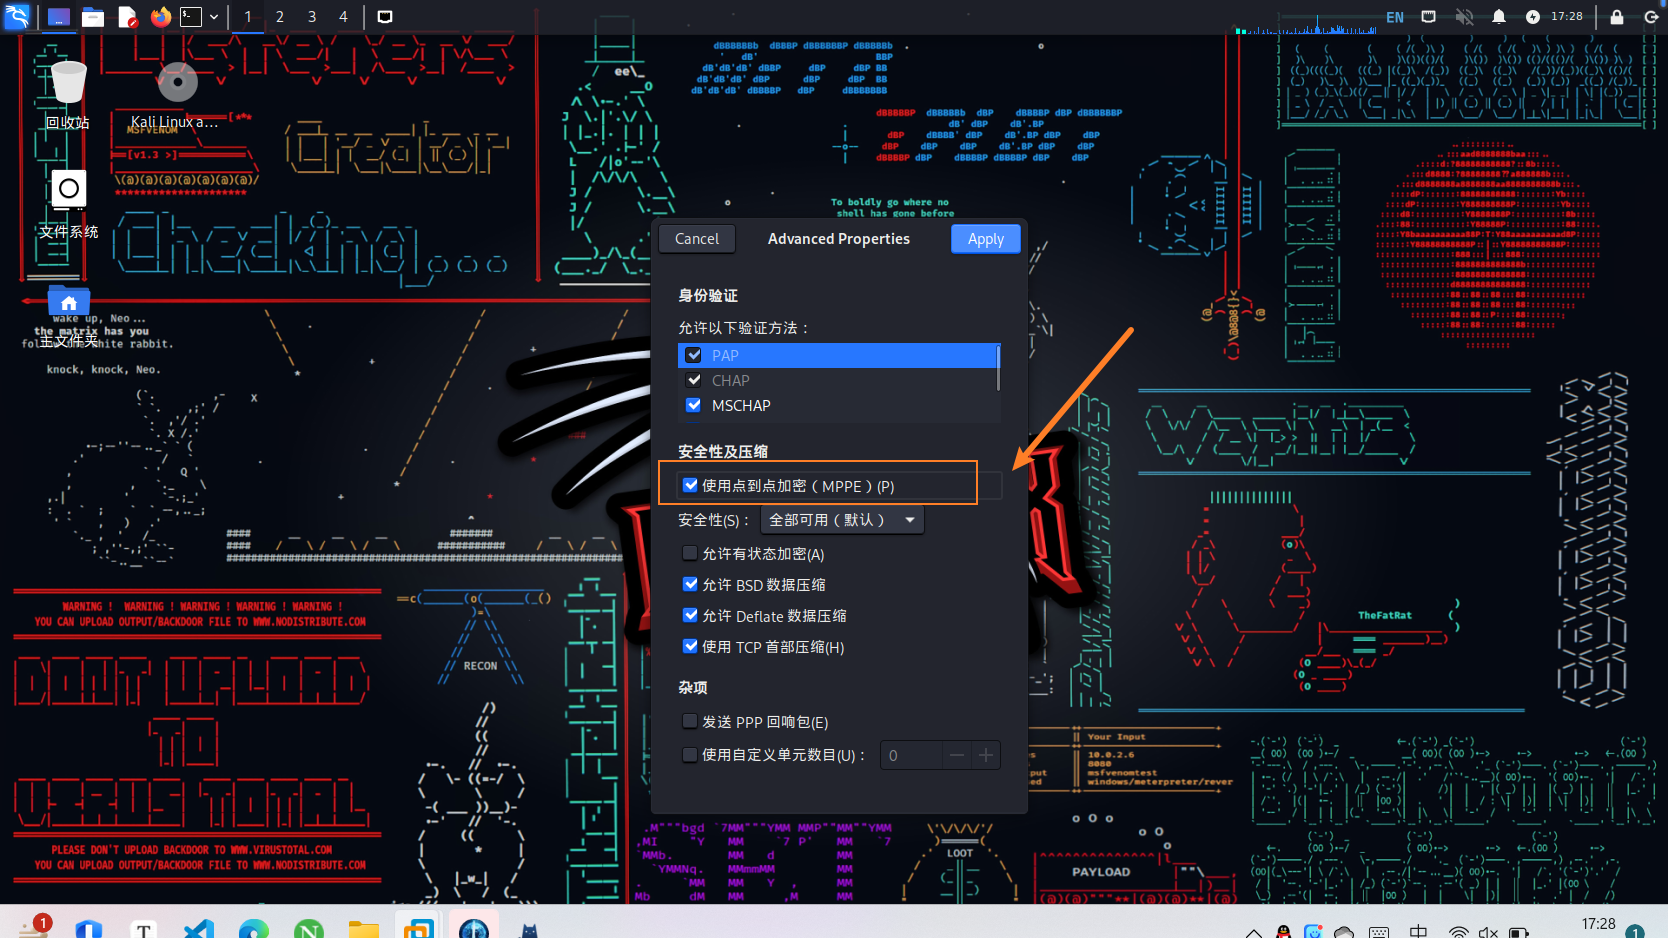 1 2 3 4
EN
17:28
回收站
Kali Linux a...
文件系统
主文件夹
MSFVENOM
[v1.3 >]
wake up, Neo...
the matrix has you
knock, knock, Neo.
To boldly go where no
shell has gone before
Cancel
Advanced Properties
Apply
身份验证
允许以下验证方法：
PAP
CHAP
MSCHAP
安全性及压缩
使用点到点加密（MPPE）(P)
安全性(S)：
全部可用（默认）
允许有状态加密(A)
允许 BSD 数据压缩
允许 Deflate 数据压缩
使用 TCP 首部压缩(H)
杂项
发送 PPP 回响包(E)
使用自定义单元数目(U)：
0
WARNING ! WARNING ! WARNING ! WARNING ! WARNING !
YOU CAN UPLOAD OUTPUT/BACKDOOR FILE TO WWW.NODISTRIBUTE.COM
RECON
DONT UPLOAD
TO
VIRUS TOTAL
PLEASE DON'T UPLOAD BACKDOOR TO WWW.VIRUSTOTAL.COM
YOU CAN UPLOAD OUTPUT/BACKDOOR FILE TO WWW.NODISTRIBUTE.COM
TheFatRat
Your Input
10.0.2.6
8080
msfvenomtest
windows/meterpreter/rever
LOOT
PAYLOAD
1
T
N
中
17:28
1